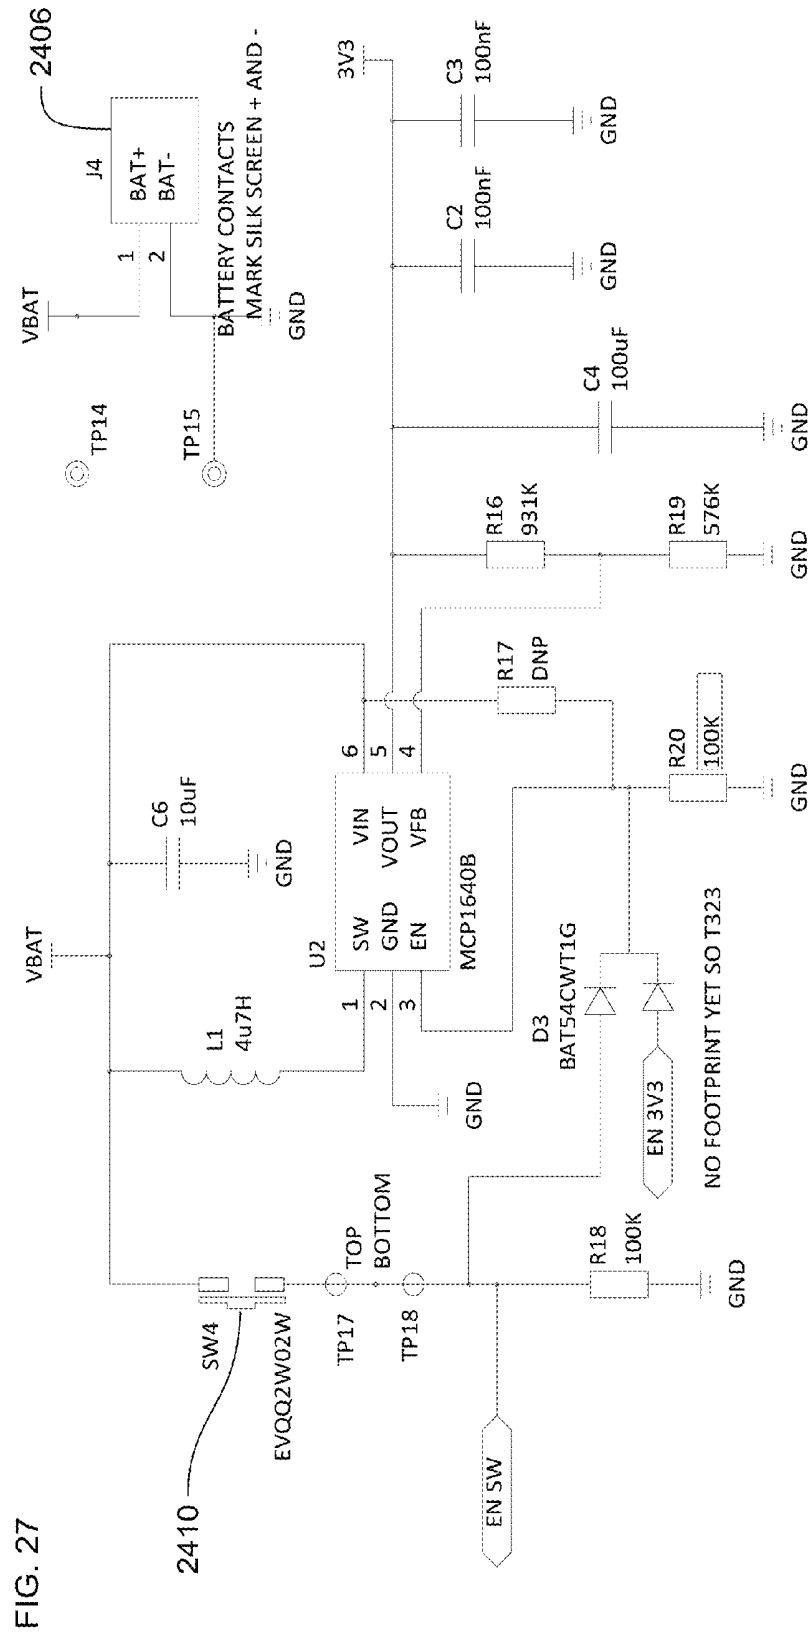 FIG. 27
2410
SW4
EVQQ2W02W
TP17
TOP
BOTTOM
TP18
EN SW
R18
100K
GND
VBAT
L1
4u7H
C6
10uF
GND
U2
SW
GND
EN
VIN
VOUT
VFB
1
2
3
6
5
4
MCP1640B
GND
D3
BAT54CWT1G
EN 3V3
NO FOOTPRINT YET SO T323
R17
DNP
R20
100K
GND
R16
931K
R19
576K
GND
C4
100uF
GND
C2
100nF
GND
C3
100nF
GND
3V3
TP14
TP15
VBAT
1
2
J4
BAT+
BAT-
2406
BATTERY CONTACTS
MARK SILK SCREEN + AND -
GND